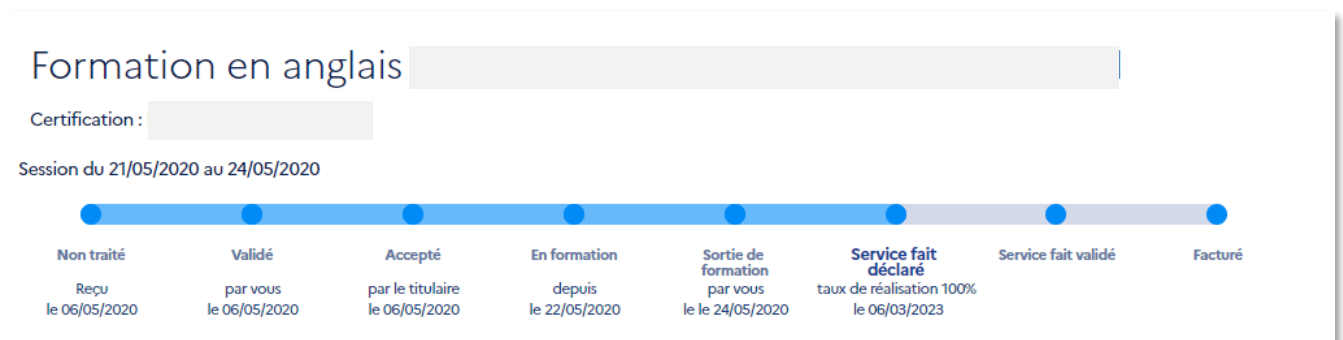 Formation en anglais
Certification :
Session du 21/05/2020 au 24/05/2020
Non traité
Reçu
le 06/05/2020
Validé
par vous
le 06/05/2020
Accepté
par le titulaire
le 06/05/2020
En formation
depuis
le 22/05/2020
Sortie de
formation
par vous
le le 24/05/2020
Service fait
déclaré
taux de réalisation 100%
le 06/03/2023
Service fait validé
Facturé